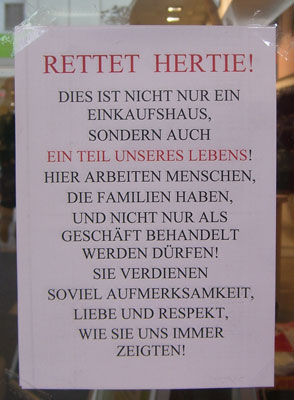 RETTET HERTIE!
DIES IST NICHT NUR EIN
EINKAUFSHAUS,
SONDERN AUCH
EIN TEIL UNSERES LEBENS!
HIER ARBEITEN MENSCHEN,
DIE FAMILIEN HABEN,
UND NICHT NUR ALS
GESCHÄFT BEHANDELT
WERDEN DÜRFEN!
SIE VERDIENEN
SOVIEL AUFMERKSAMKEIT,
LIEBE UND RESPEKT,
WIE SIE UNS IMMER
ZEIGTEN!